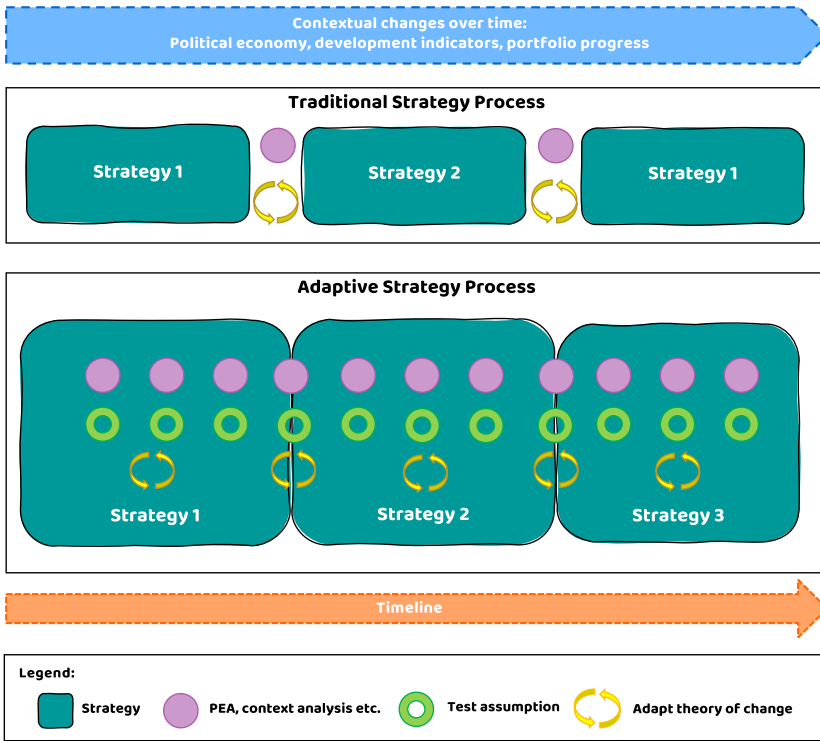 Contextual changes over time:
Political economy, development indicators, portfolio progress
Traditional Strategy Process
Strategy 1
Strategy 2
Strategy 1
Adaptive Strategy Process
Strategy 1
Strategy 2
Strategy 3
Timeline
Legend:
Strategy
PEA, context analysis etc.
Test assumption
Adapt theory of change